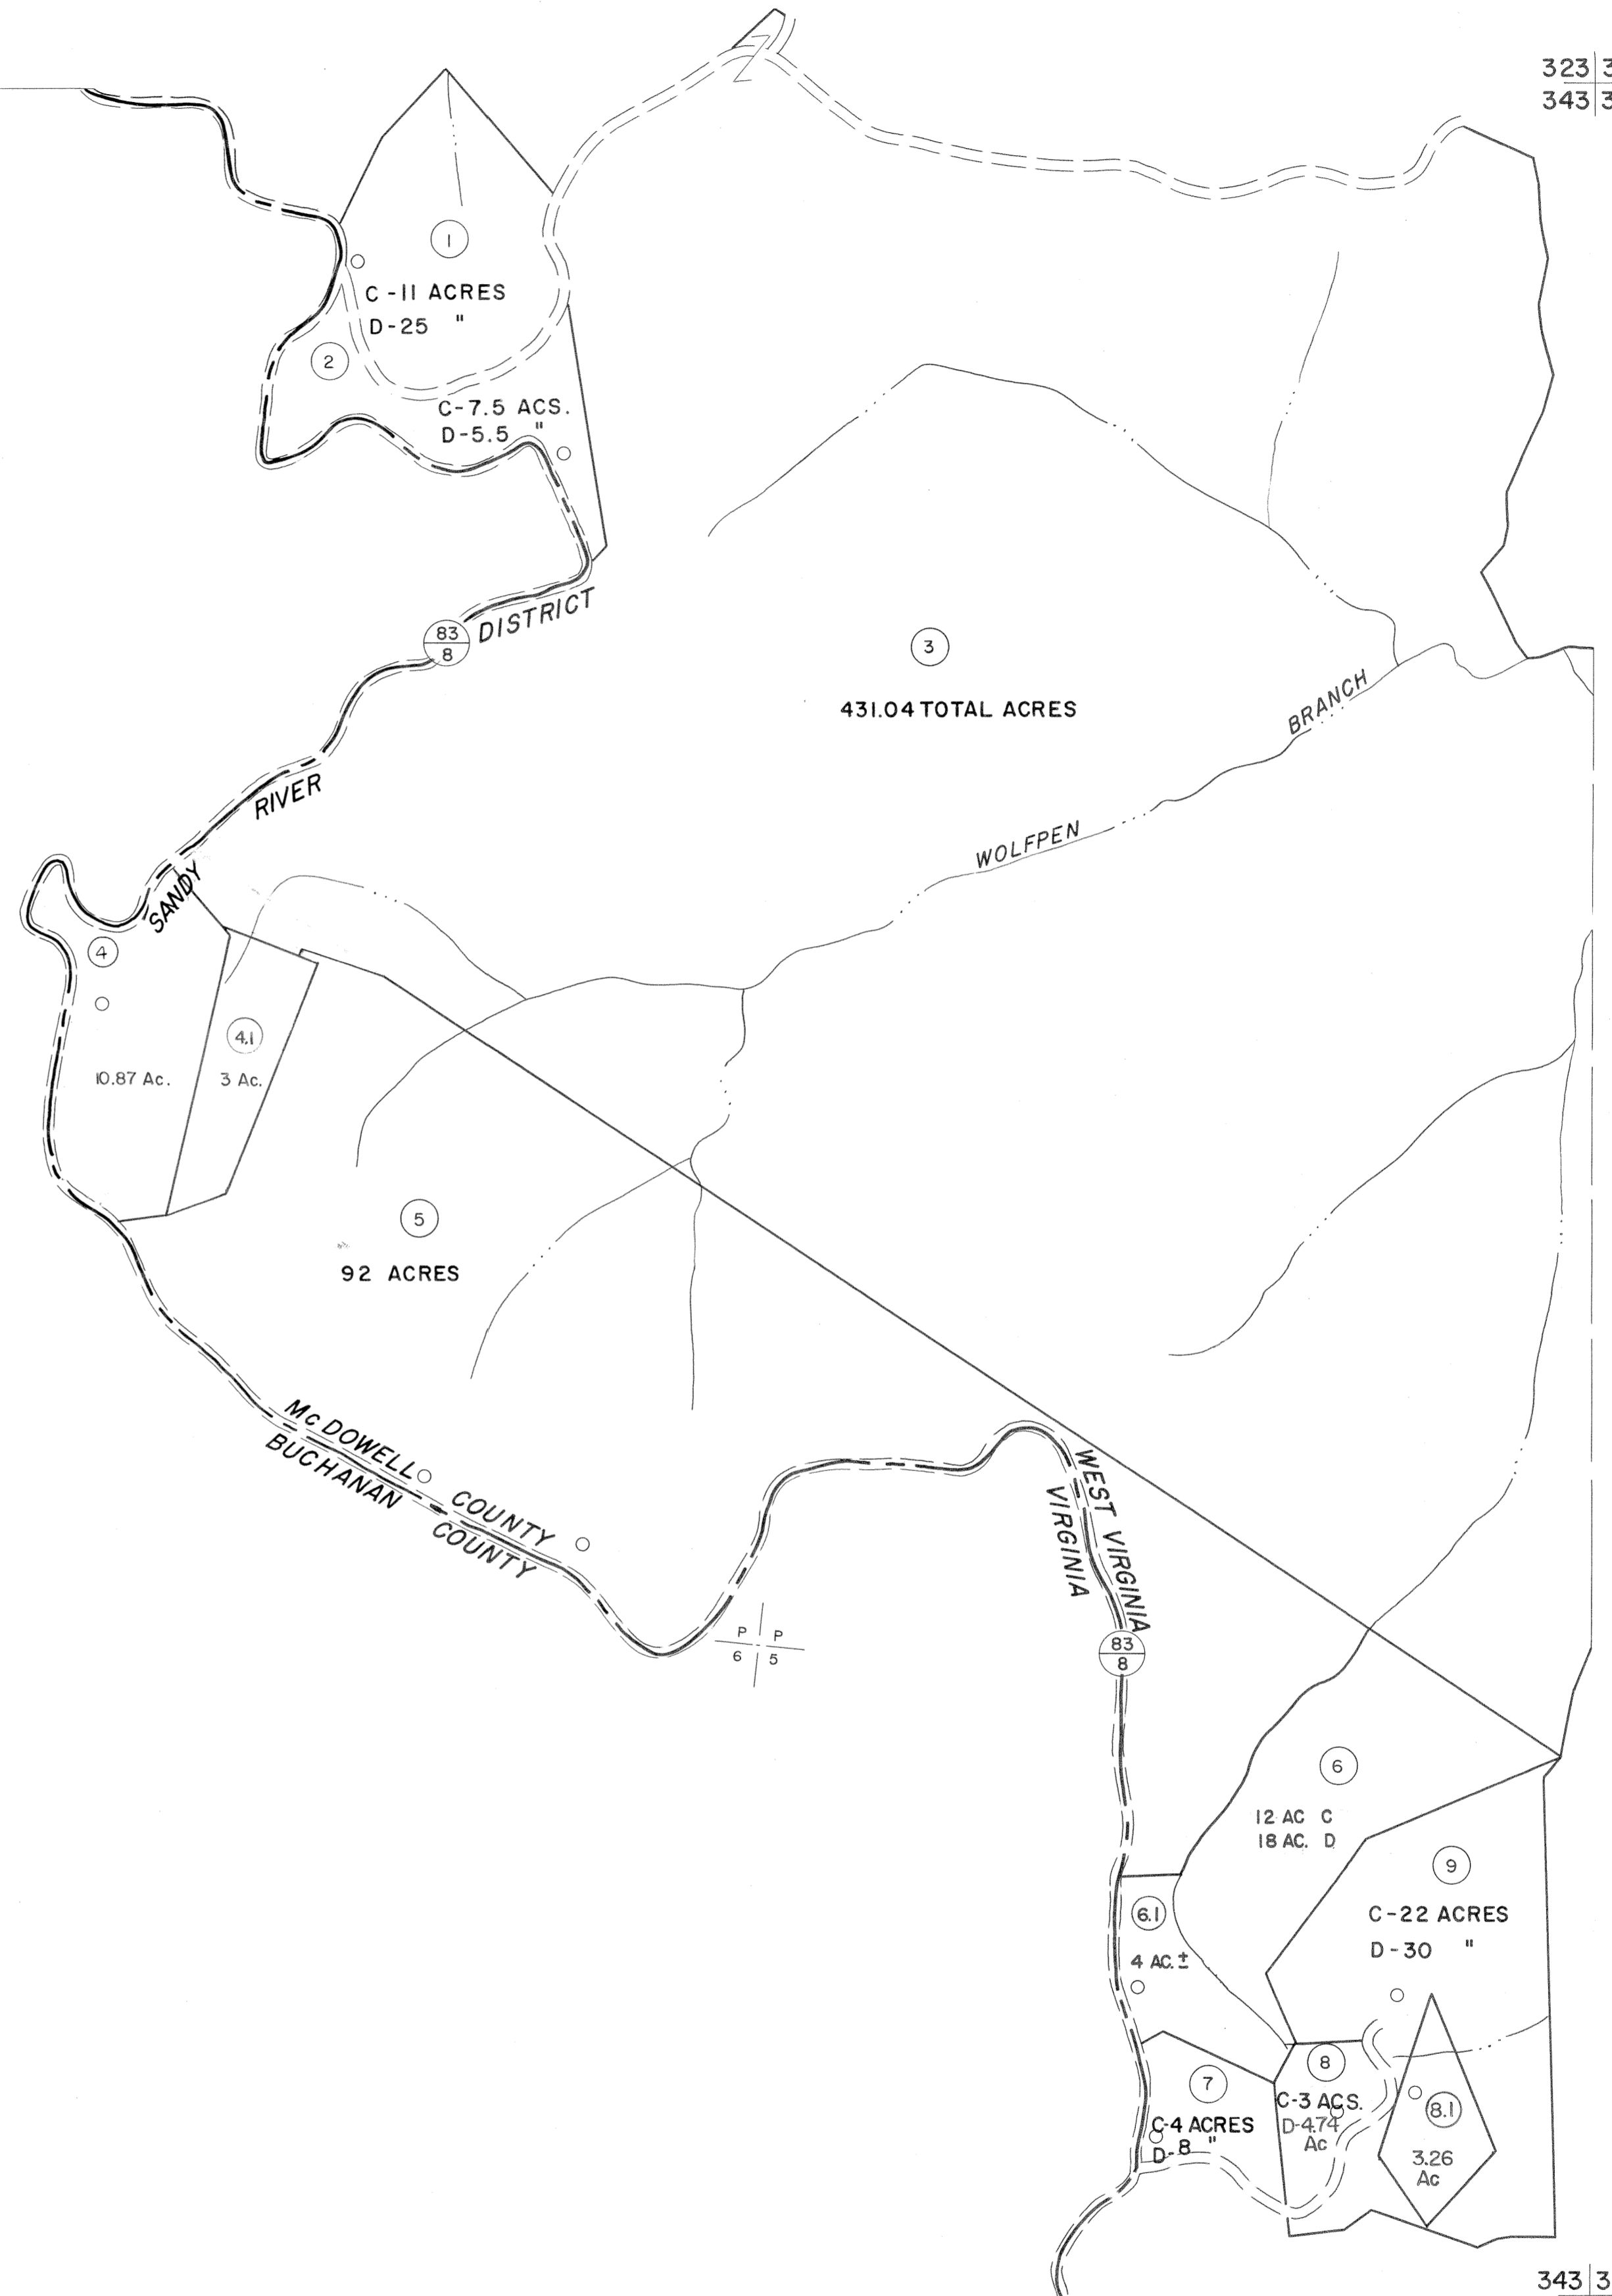 323 3
343 3
1
C-11 ACRES
D-25 "
2
C-7.5 ACS.
D-5.5 "
83
8
DISTRICT
3
431.04 TOTAL ACRES
BRANCH
RIVER
WOLFPEN
SANDY
4
4.1
10.87 Ac.
3 Ac.
5
92 ACRES
McDOWELL COUNTY
BUCHANAN COUNTY
WEST VIRGINIA
VIRGINIA
P P
6 5
83
8
6
12 AC C
18 AC. D
9
6.1
C-22 ACRES
D-30 "
4 AC.±
8
7
C-3 ACS.
D-4.74
Ac
8.1
C-4 ACRES
D-8 "
3.26
Ac
343 3